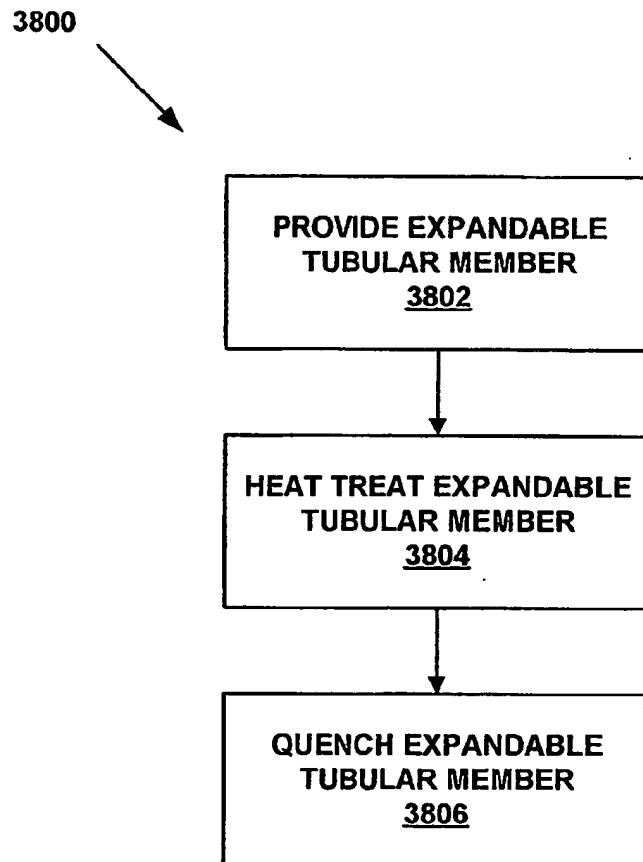 3800
PROVIDE EXPANDABLE
TUBULAR MEMBER
3802
HEAT TREAT EXPANDABLE
TUBULAR MEMBER
3804
QUENCH EXPANDABLE
TUBULAR MEMBER
3806